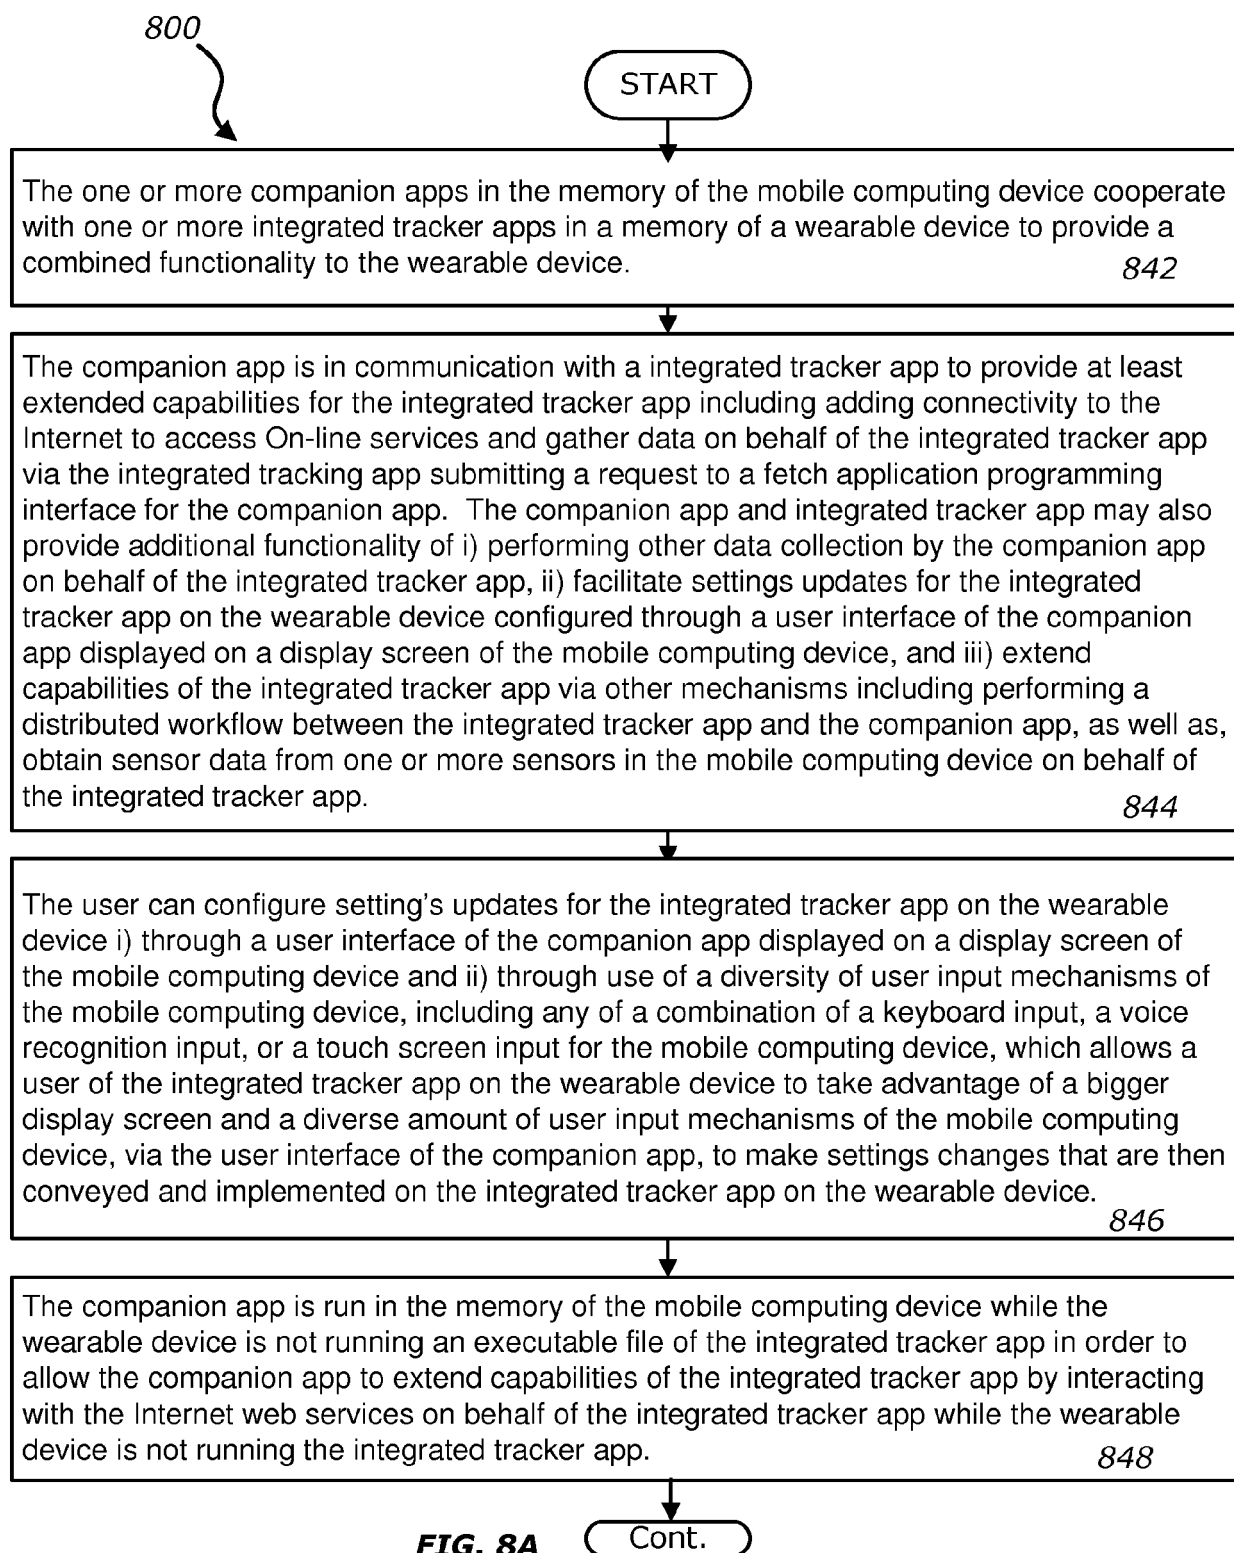 800
START
The one or more companion apps in the memory of the mobile computing device cooperate
with one or more integrated tracker apps in a memory of a wearable device to provide a
combined functionality to the wearable device.
842
The companion app is in communication with a integrated tracker app to provide at least
extended capabilities for the integrated tracker app including adding connectivity to the
Internet to access On-line services and gather data on behalf of the integrated tracker app
via the integrated tracking app submitting a request to a fetch application programming
interface for the companion app. The companion app and integrated tracker app may also
provide additional functionality of i) performing other data collection by the companion app
on behalf of the integrated tracker app, ii) facilitate settings updates for the integrated
tracker app on the wearable device configured through a user interface of the companion
app displayed on a display screen of the mobile computing device, and iii) extend
capabilities of the integrated tracker app via other mechanisms including performing a
distributed workflow between the integrated tracker app and the companion app, as well as,
obtain sensor data from one or more sensors in the mobile computing device on behalf of
the integrated tracker app.
844
The user can configure setting's updates for the integrated tracker app on the wearable
device i) through a user interface of the companion app displayed on a display screen of
the mobile computing device and ii) through use of a diversity of user input mechanisms of
the mobile computing device, including any of a combination of a keyboard input, a voice
recognition input, or a touch screen input for the mobile computing device, which allows a
user of the integrated tracker app on the wearable device to take advantage of a bigger
display screen and a diverse amount of user input mechanisms of the mobile computing
device, via the user interface of the companion app, to make settings changes that are then
conveyed and implemented on the integrated tracker app on the wearable device.
846
The companion app is run in the memory of the mobile computing device while the
wearable device is not running an executable file of the integrated tracker app in order to
allow the companion app to extend capabilities of the integrated tracker app by interacting
with the Internet web services on behalf of the integrated tracker app while the wearable
device is not running the integrated tracker app.
848
FIG. 8A
Cont.